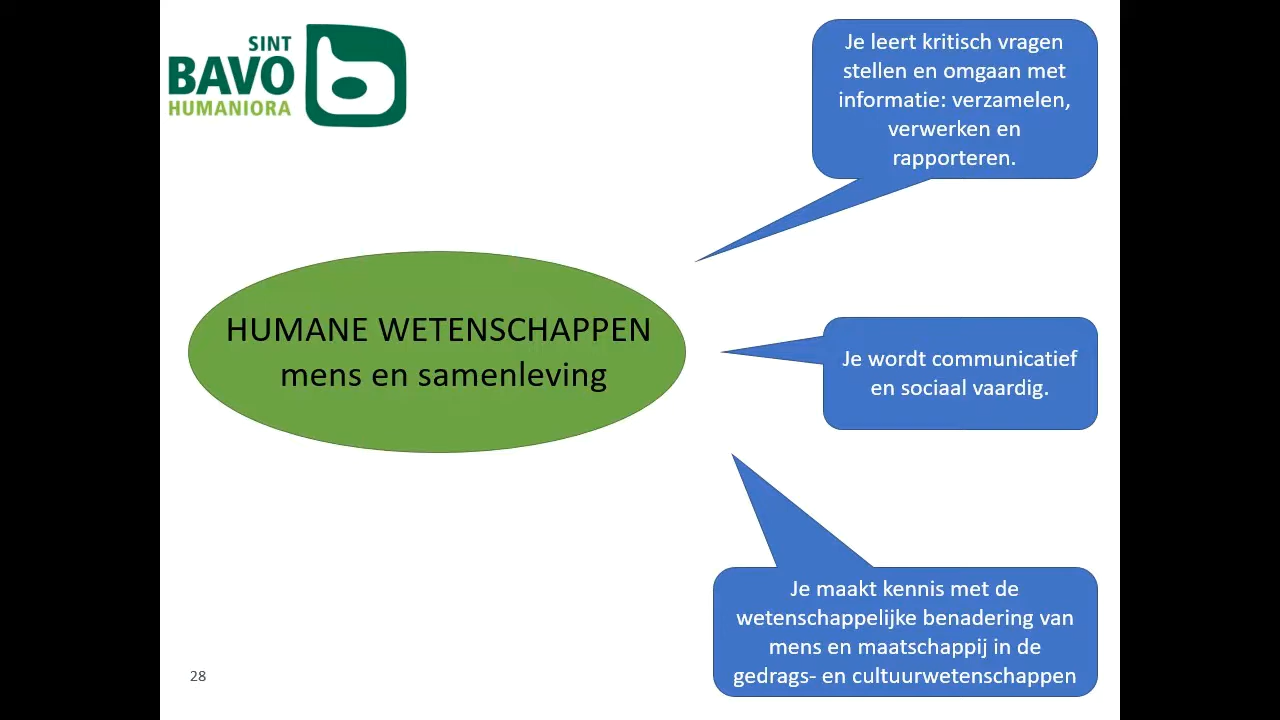 SINT
BAVO
HUMANIORA
Je leert kritisch vragen
stellen en omgaan met
informatie: verzamelen,
verwerken en
rapporteren.
HUMANE WETENSCHAPPEN
mens en samenleving
Je wordt communicatief
en sociaal vaardig.
Je maakt kennis met de
wetenschappelijke benadering van
mens en maatschappij in de
gedrags- en cultuurwetenschappen
28